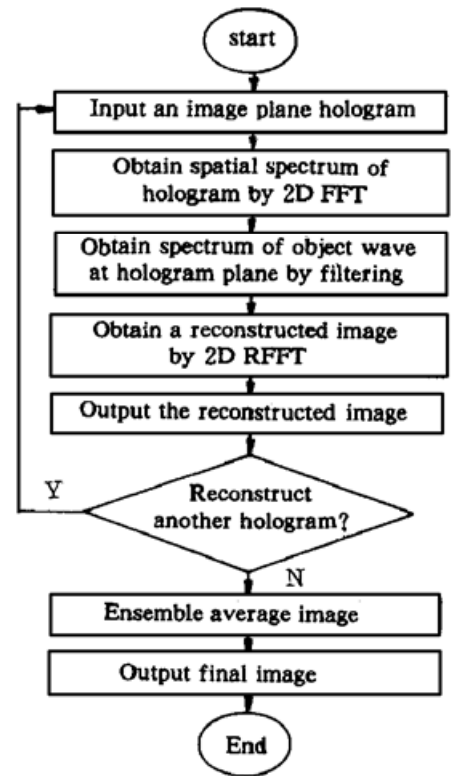 start
Input an image plane hologram
Obtain spatial spectrum of
hologram by 2D FFT
Obtain spectrum of object wave
at hologram plane by filtering
Obtain a reconstructed image
by 2D RFFT
Output the reconstructed image
Y
Reconstruct
another hologram?
N
Ensemble average image
Output final image
End